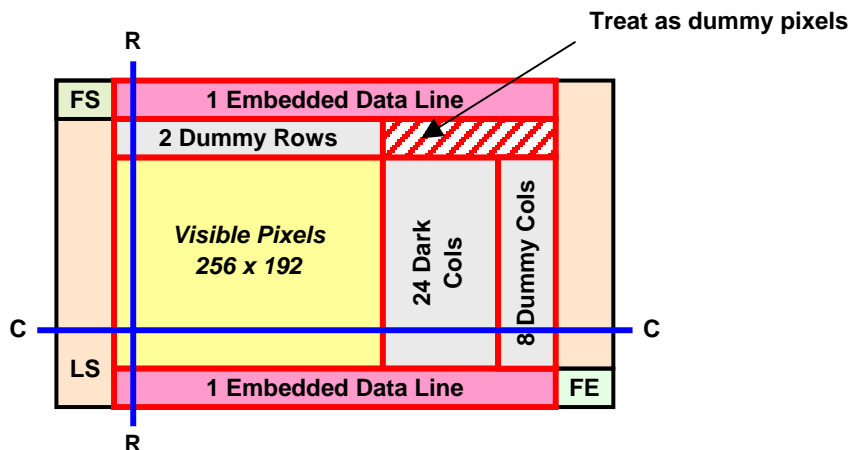 Treat as dummy pixels
R
FS
1 Embedded Data Line
2 Dummy Rows
Visible Pixels
256 x 192
24 Dark
Cols
8 Dummy Cols
C
C
LS
1 Embedded Data Line
FE
R